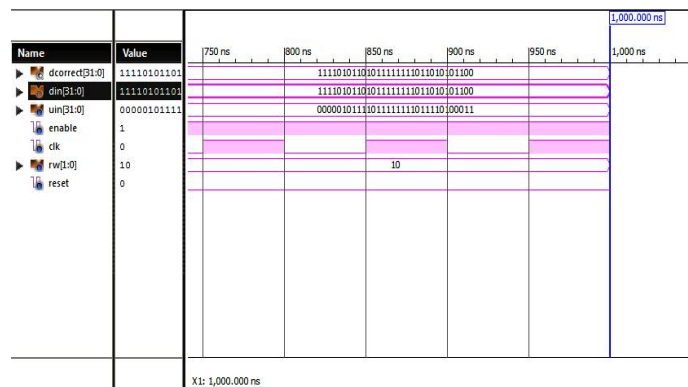 1,000.000 ns
Name Value 750 ns 800 ns 850 ns 900 ns 950 ns 1,000 ns
dcorrect[31:0] 11110101101 11110101101011111111011010101100
din[31:0] 11110101101 11110101101011111111011010101100
uin[31:0] 00000101111 00000101111011111111011110100011
enable 1
clk 0
rw[1:0] 10 10
reset 0
X1: 1,000.000 ns